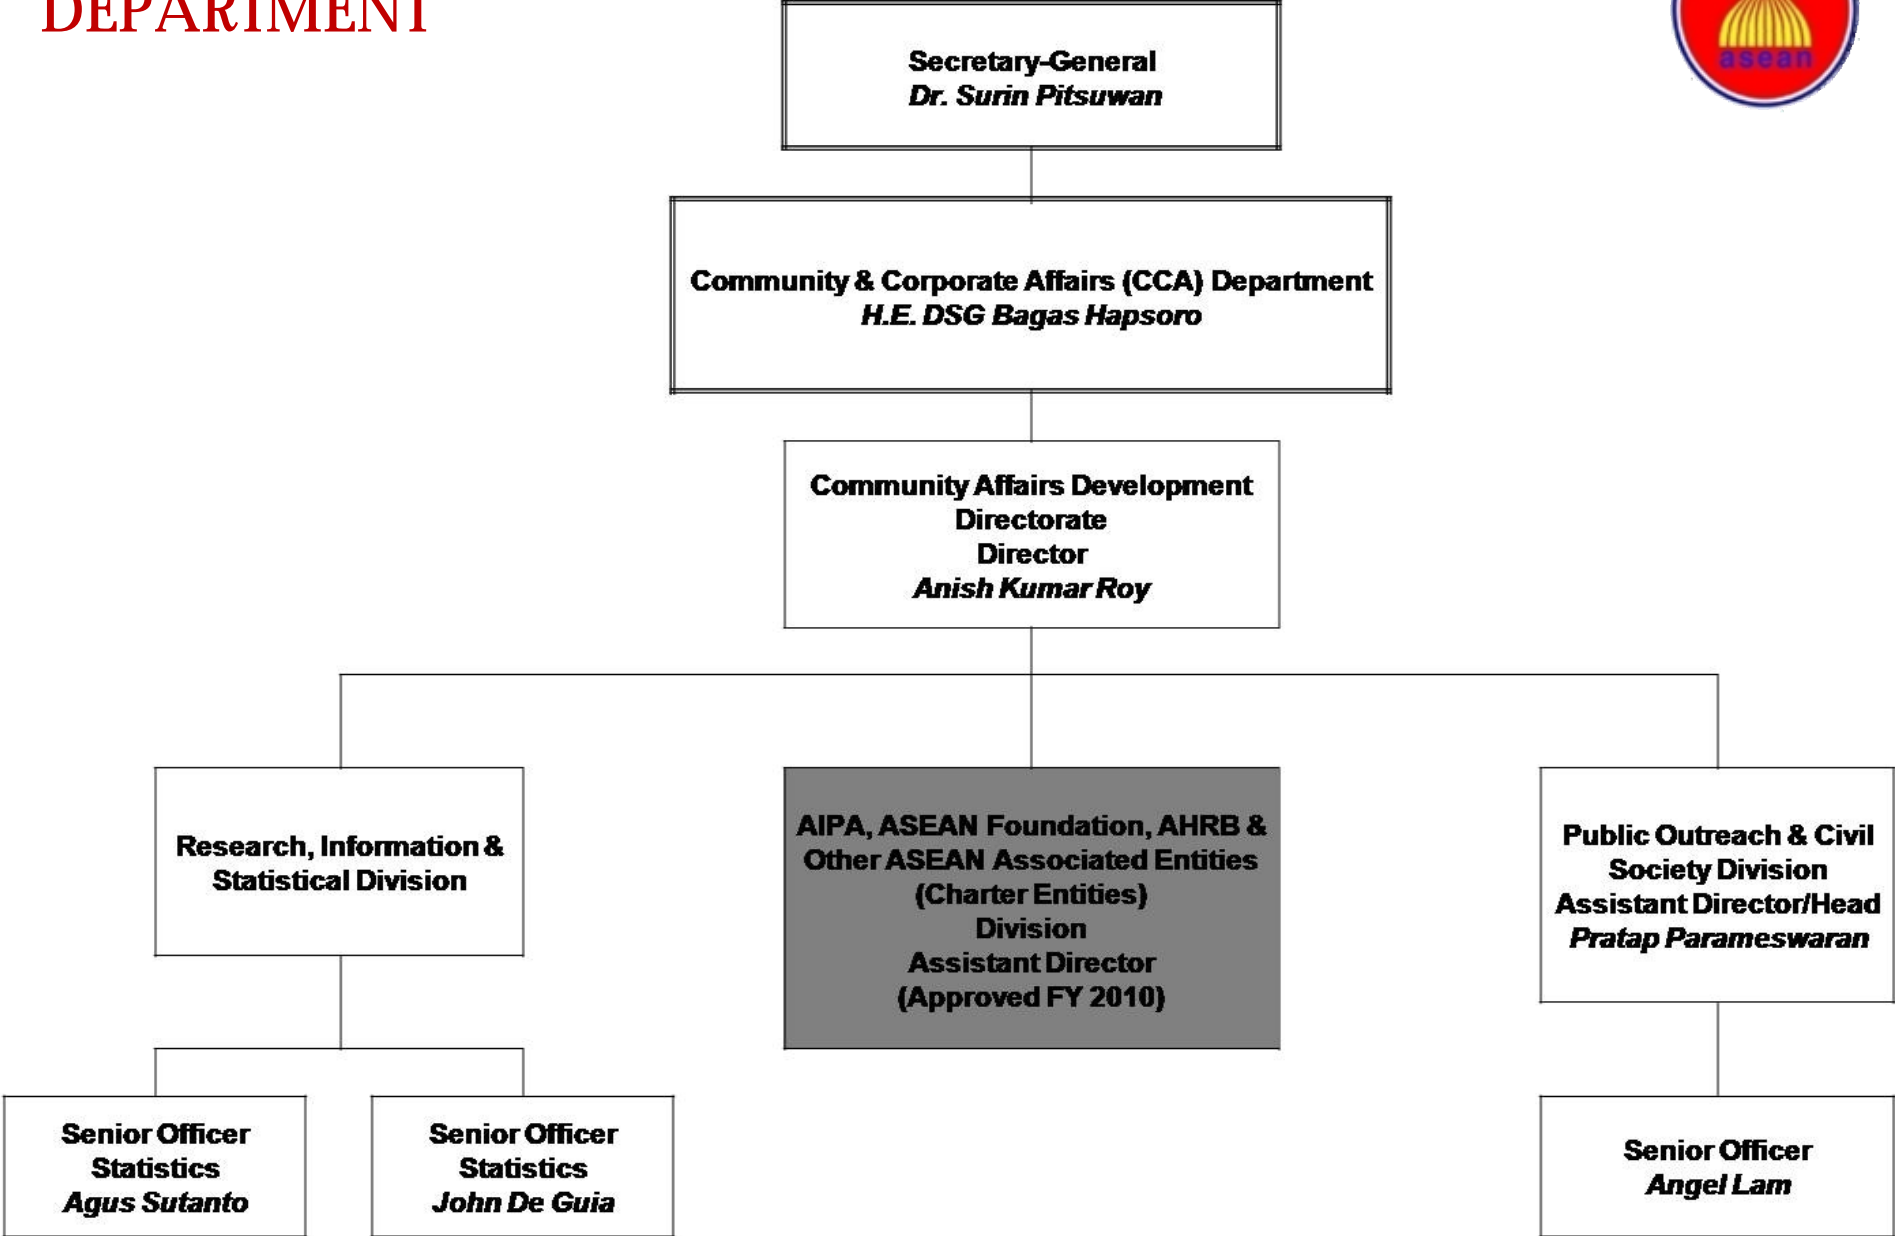 DEPARTMENT
asean
Secretary-General
Dr. Surin Pitsuwan
Community & Corporate Affairs (CCA) Department
H.E. DSG Bagas Hapsoro
Community Affairs Development
Directorate
Director
Anish Kumar Roy
Research, Information &
Statistical Division
AIPA, ASEAN Foundation, AHRB &
Other ASEAN Associated Entities
(Charter Entities)
Division
Assistant Director
(Approved FY 2010)
Public Outreach & Civil
Society Division
Assistant Director/Head
Pratap Parameswaran
Senior Officer
Statistics
Agus Sutanto
Senior Officer
Statistics
John De Guia
Senior Officer
Angel Lam